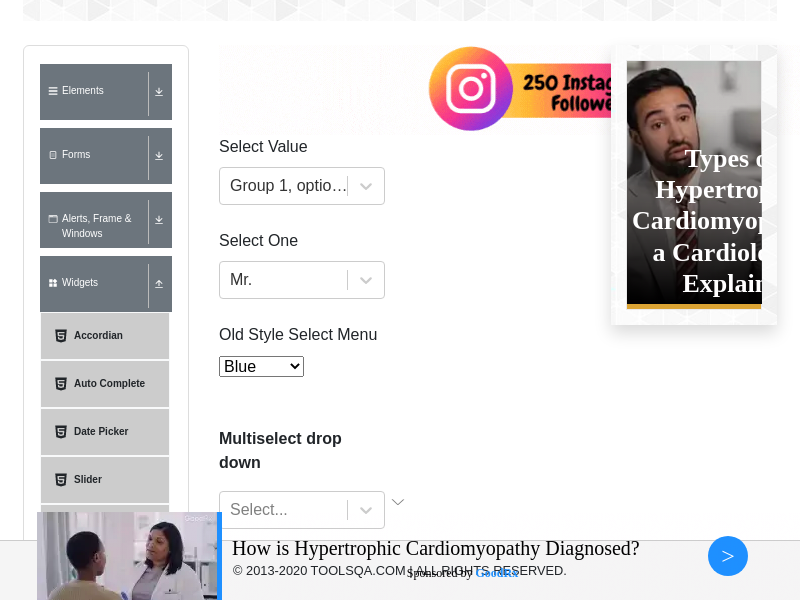 Elements
Forms
Alerts, Frame &
Windows
Widgets
Accordian
Auto Complete
Date Picker
Slider
250 Instag
Followe
Select Value
Group 1, optio...
Select One
Mr.
Old Style Select Menu
Blue
Multiselect drop
down
Select...
Types o
Hypertrop
Cardiomyop
a Cardiolo
Explain
How is Hypertrophic Cardiomyopathy Diagnosed?
© 2013-2020 TOOLSQA.COM | ALL RIGHTS RESERVED.
Sponsored by GoodRx
>